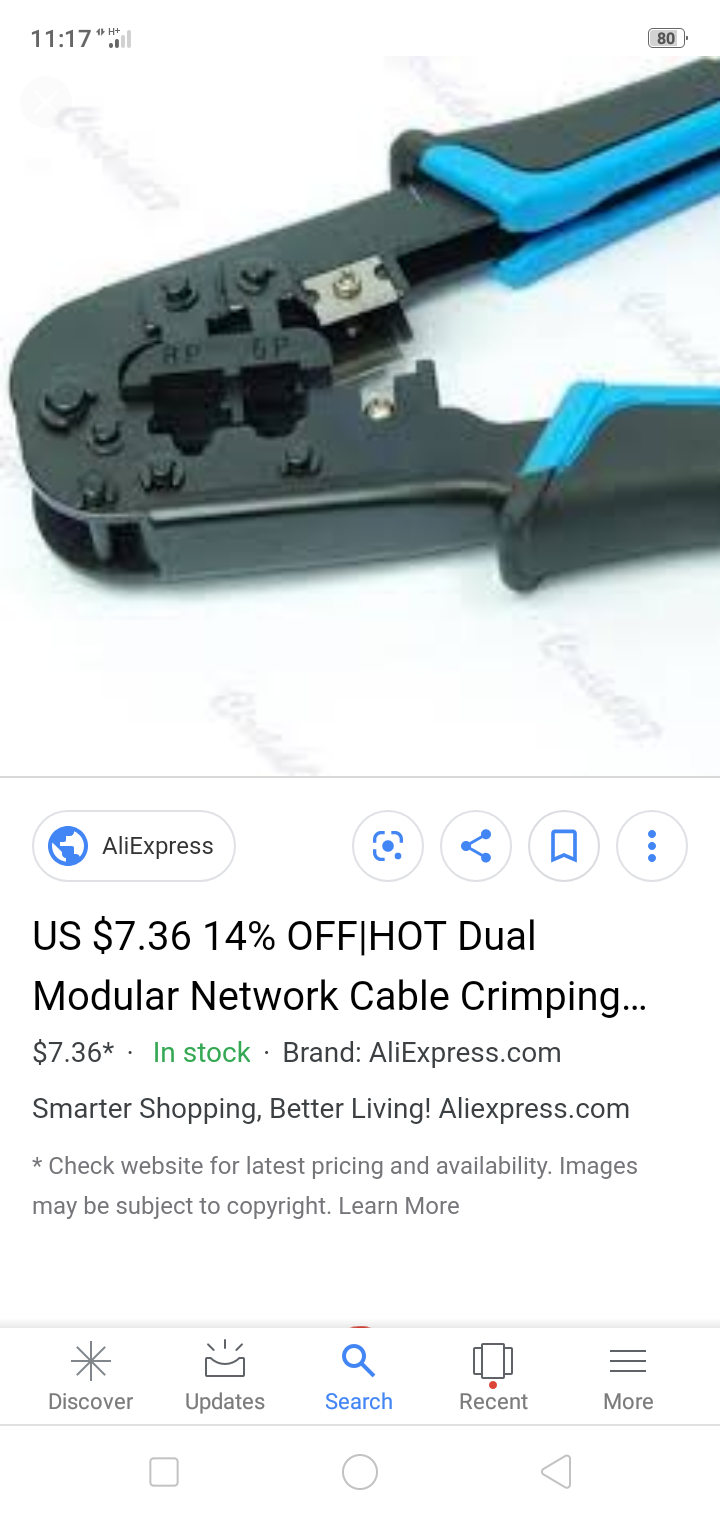 11:17 H+ 80
8P 6P
AliExpress
US $7.36 14% OFF|HOT Dual
Modular Network Cable Crimping...
$7.36* · In stock · Brand: AliExpress.com
Smarter Shopping, Better Living! Aliexpress.com
* Check website for latest pricing and availability. Images
may be subject to copyright. Learn More
Discover Updates Search Recent More